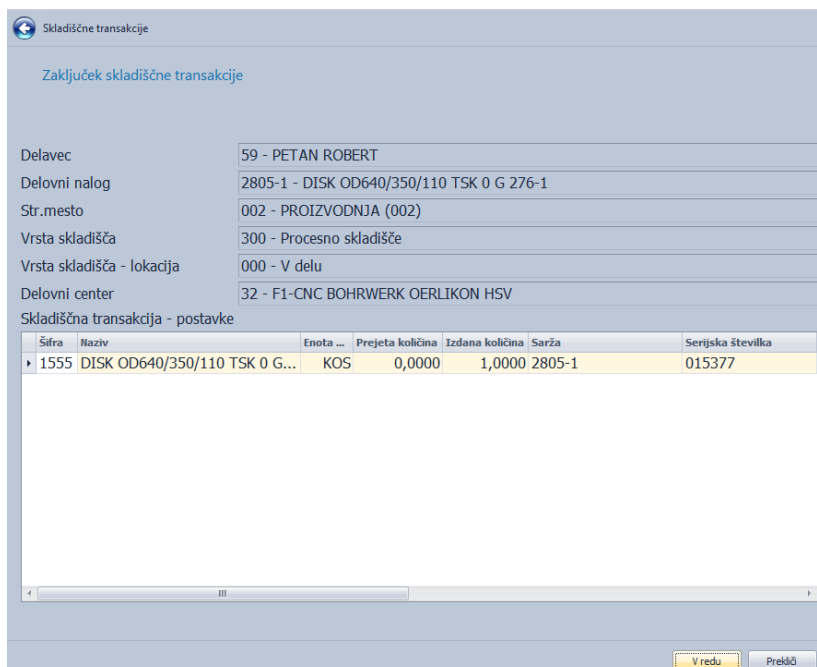 Skladiščne transakcije
Zaključek skladiščne transakcije
Delavec 59 - PETAN ROBERT
Delovni nalog 2805-1 - DISK OD640/350/110 TSK 0 G 276-1
Str.mesto 002 - PROIZVODNJA (002)
Vrsta skladišča 300 - Procesno skladišče
Vrsta skladišča - lokacija 000 - V delu
Delovni center 32 - F1-CNC BOHRWERK OERLIKON HSV
Skladiščna transakcija - postavke
Šifra Naziv Enota ... Prejeta količina Izdana količina Sarža Serijska številka
1555 DISK OD640/350/110 TSK 0 G... KOS 0,0000 1,0000 2805-1 015377
V redu Prekliči